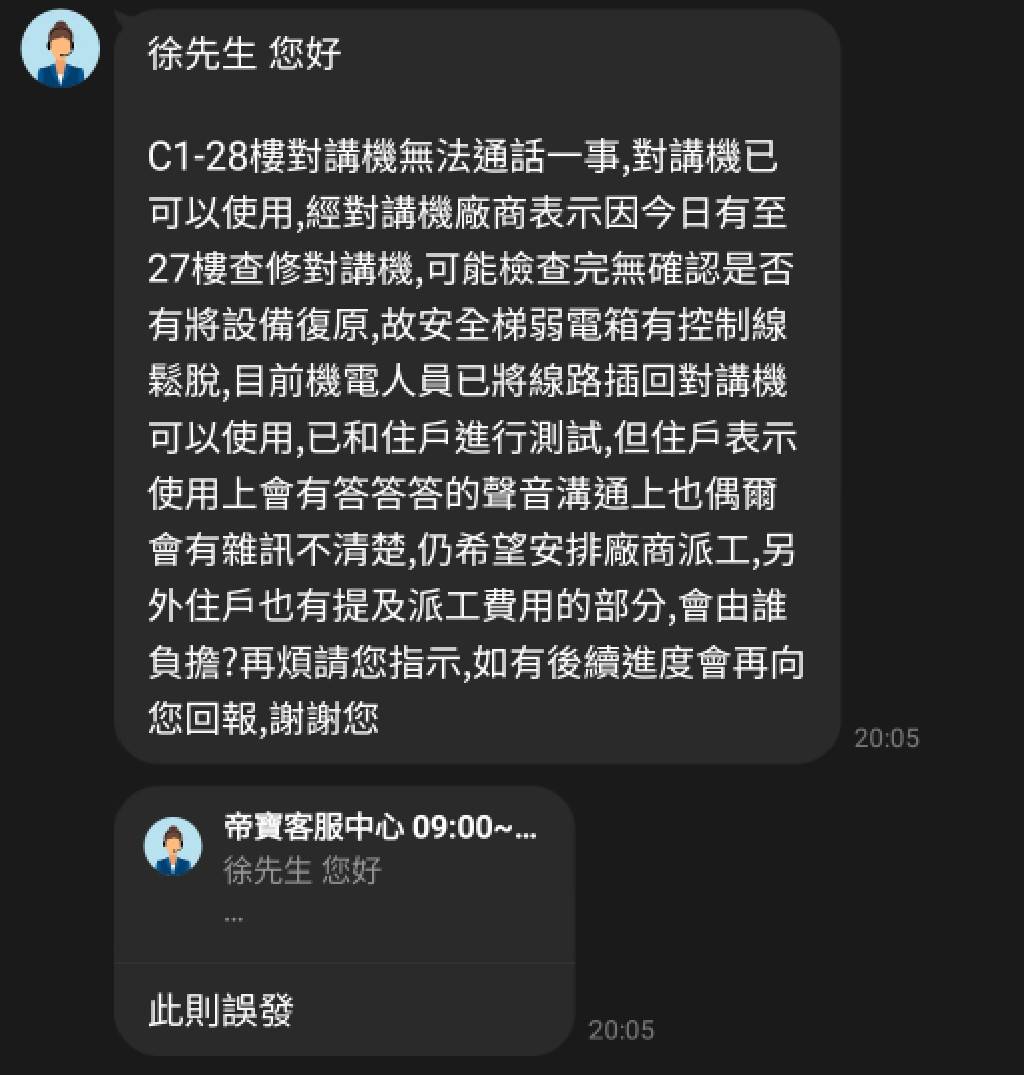 徐先生 您好
C1-28樓對講機無法通話一事,對講機已
可以使用,經對講機廠商表示因今日有至
27樓查修對講機,可能檢查完無確認是否
有將設備復原,故安全梯弱電箱有控制線
鬆脫,目前機電人員已將線路插回對講機
可以使用,已和住戶進行測試,但住戶表示
使用上會有答答答的聲音溝通上也偶爾
會有雜訊不清楚,仍希望安排廠商派工,另
外住戶也有提及派工費用的部分,會由誰
負擔?再煩請您指示,如有後續進度會再向
您回報,謝謝您
20:05
帝寶客服中心 09:00~...
徐先生 您好
...
此則誤發
20:05